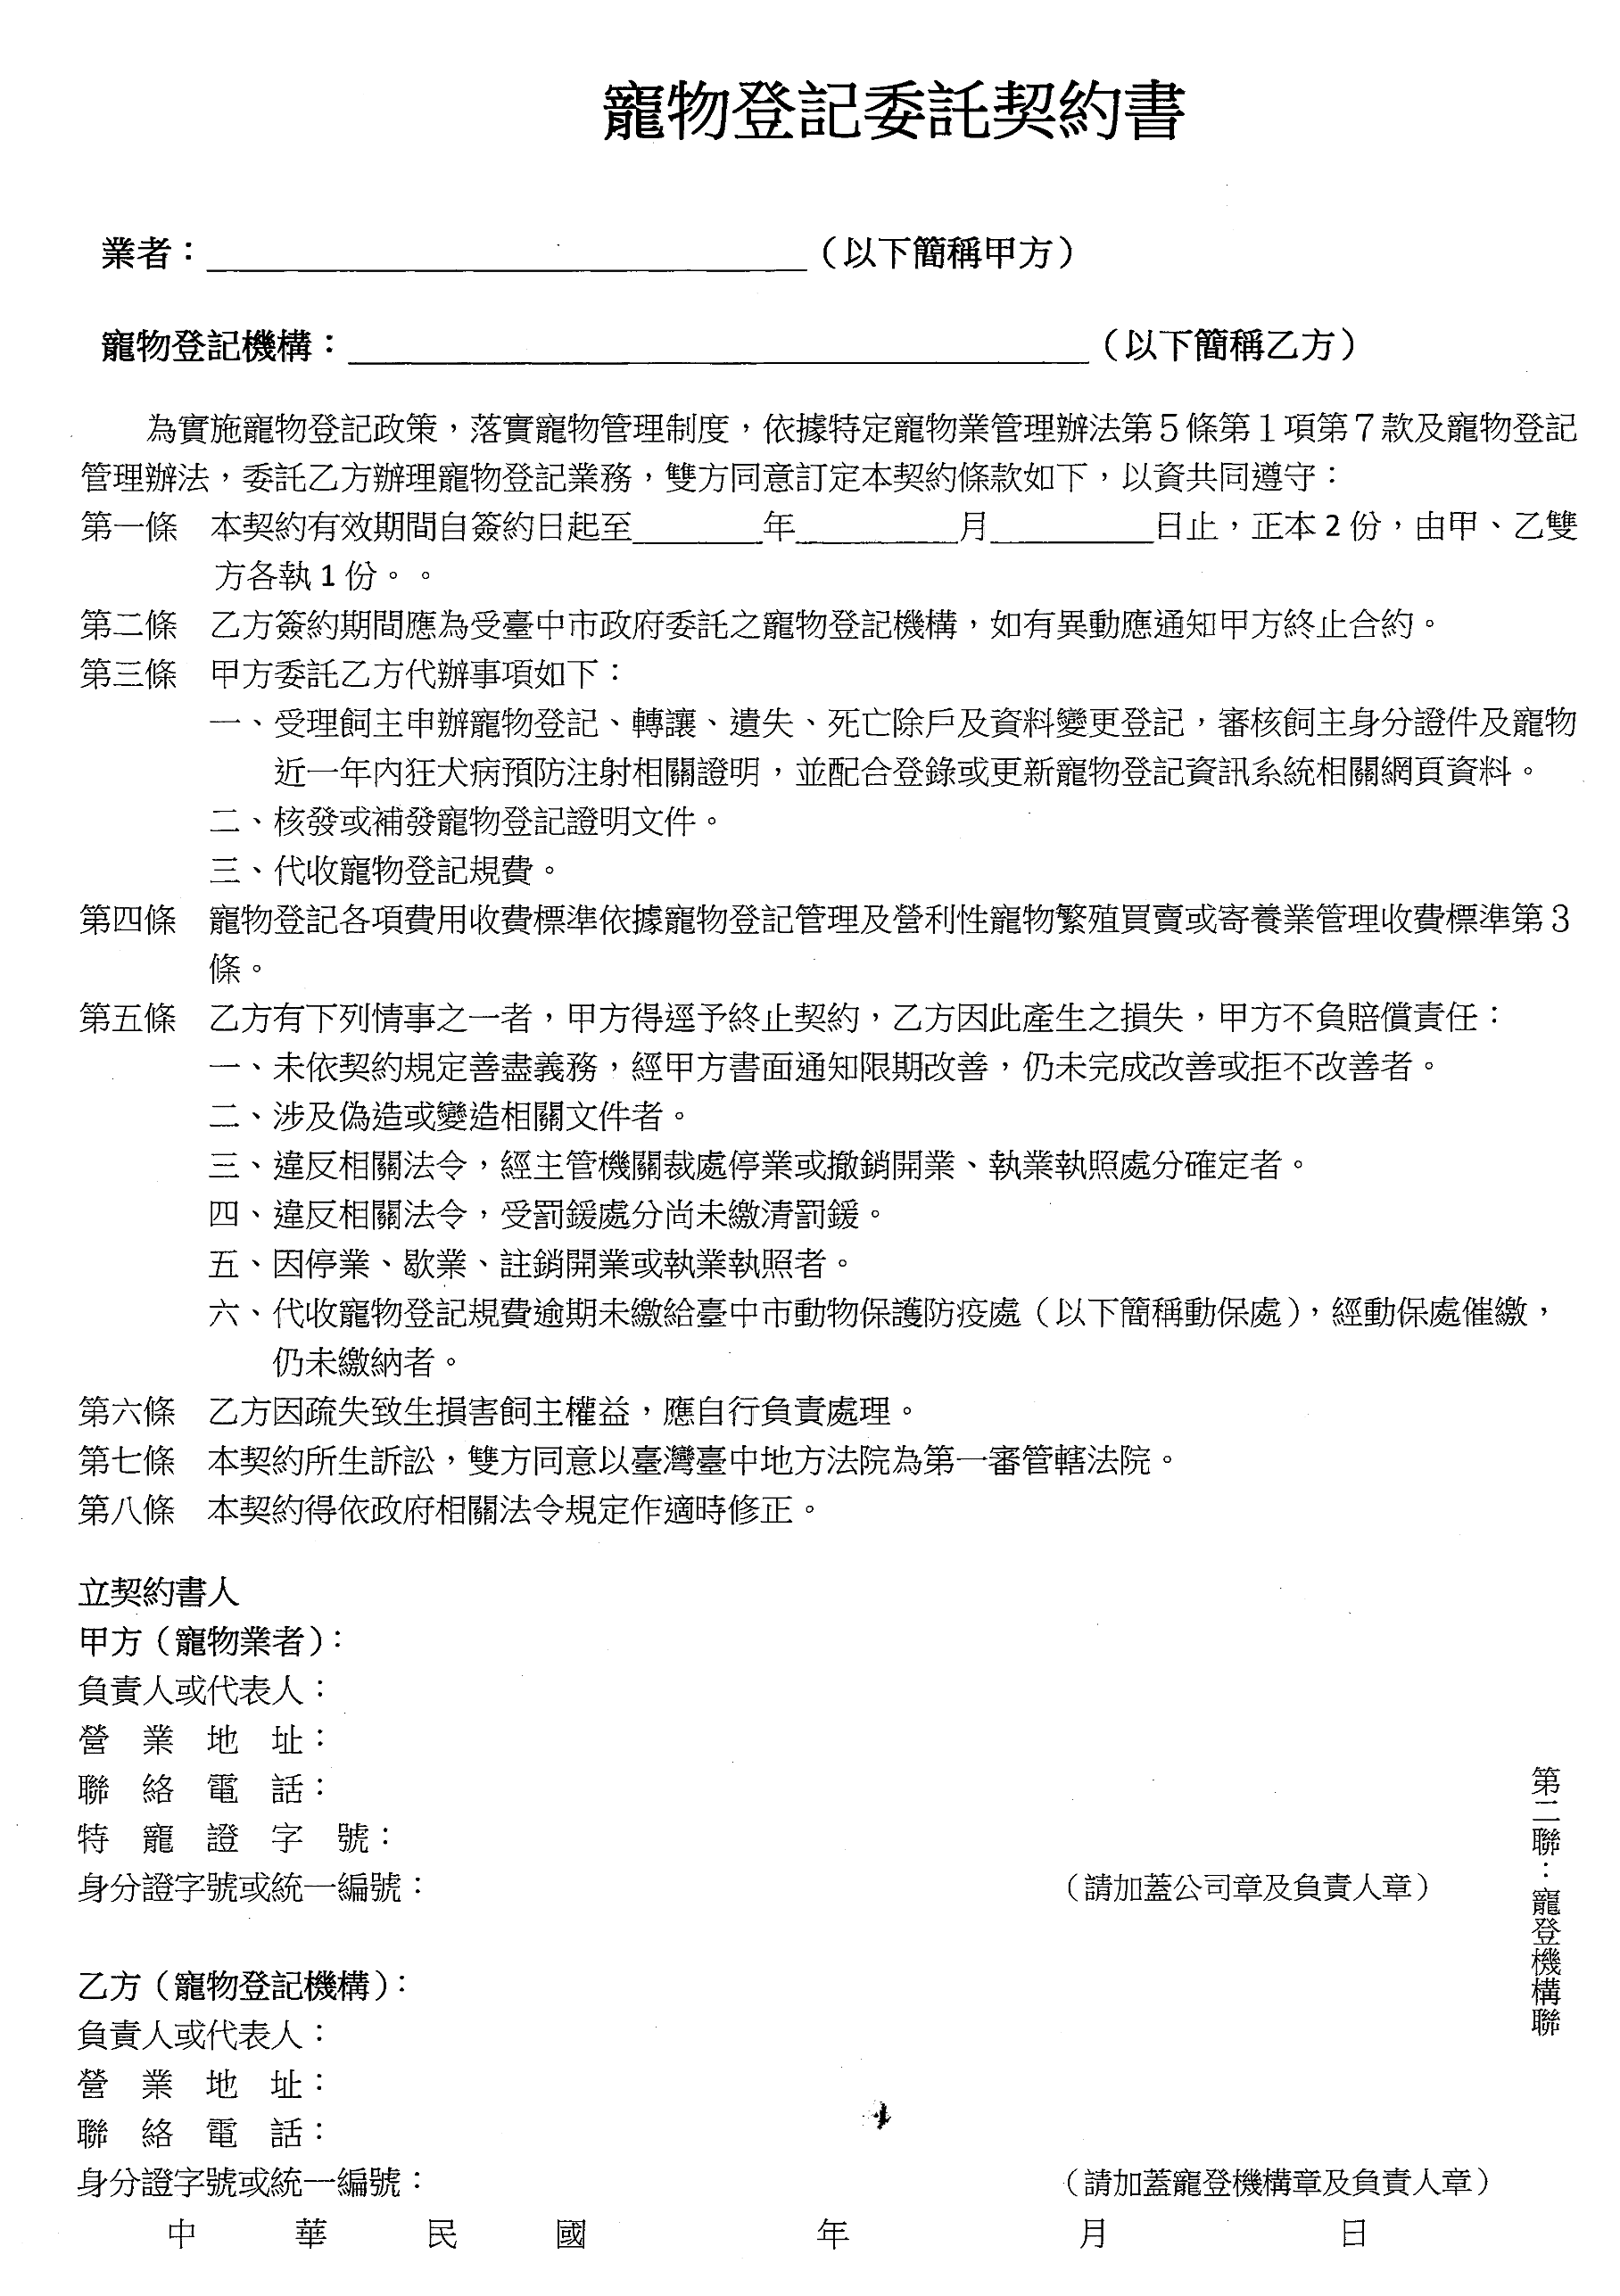 寵物登記委託契約書
業者：＿＿＿＿＿＿＿＿＿＿＿＿＿＿＿＿（以下簡稱甲方）
寵物登記機構：＿＿＿＿＿＿＿＿＿＿＿＿＿＿＿＿＿＿＿＿（以下簡稱乙方）
為實施寵物登記政策，落實寵物管理制度，依據特定寵物業管理辦法第５條第１項第７款及寵物登記
管理辦法，委託乙方辦理寵物登記業務，雙方同意訂定本契約條款如下，以資共同遵守：
第一條　本契約有效期間自簽約日起至________年__________月__________日止，正本 2 份，由甲、乙雙
方各執 1 份。。
第二條　乙方簽約期間應為受臺中市政府委託之寵物登記機構，如有異動應通知甲方終止合約。
第三條　甲方委託乙方代辦事項如下：
一、受理飼主申辦寵物登記、轉讓、遺失、死亡除戶及資料變更登記，審核飼主身分證件及寵物
近一年內狂犬病預防注射相關證明，並配合登錄或更新寵物登記資訊系統相關網頁資料。
二、核發或補發寵物登記證明文件。
三、代收寵物登記規費。
第四條　寵物登記各項費用收費標準依據寵物登記管理及營利性寵物繁殖買賣或寄養業管理收費標準第３
條。
第五條　乙方有下列情事之一者，甲方得逕予終止契約，乙方因此產生之損失，甲方不負賠償責任：
一、未依契約規定善盡義務，經甲方書面通知限期改善，仍未完成改善或拒不改善者。
二、涉及偽造或變造相關文件者。
三、違反相關法令，經主管機關裁處停業或撤銷開業、執業執照處分確定者。
四、違反相關法令，受罰鍰處分尚未繳清罰鍰。
五、因停業、歇業、註銷開業或執業執照者。
六、代收寵物登記規費逾期未繳給臺中市動物保護防疫處（以下簡稱動保處），經動保處催繳，
仍未繳納者。
第六條　乙方因疏失致生損害飼主權益，應自行負責處理。
第七條　本契約所生訴訟，雙方同意以臺灣臺中地方法院為第一審管轄法院。
第八條　本契約得依政府相關法令規定作適時修正。
立契約書人
甲方（寵物業者）：
負責人或代表人：
營　業　地　址：
聯　絡　電　話：
特　寵　證　字　號：
身分證字號或統一編號：　（請加蓋公司章及負責人章）
第二聯：寵登機構聯
乙方（寵物登記機構）：
負責人或代表人：
營　業　地　址：
聯　絡　電　話：
身分證字號或統一編號：　（請加蓋寵登機構章及負責人章）
中　華　民　國　年　月　日